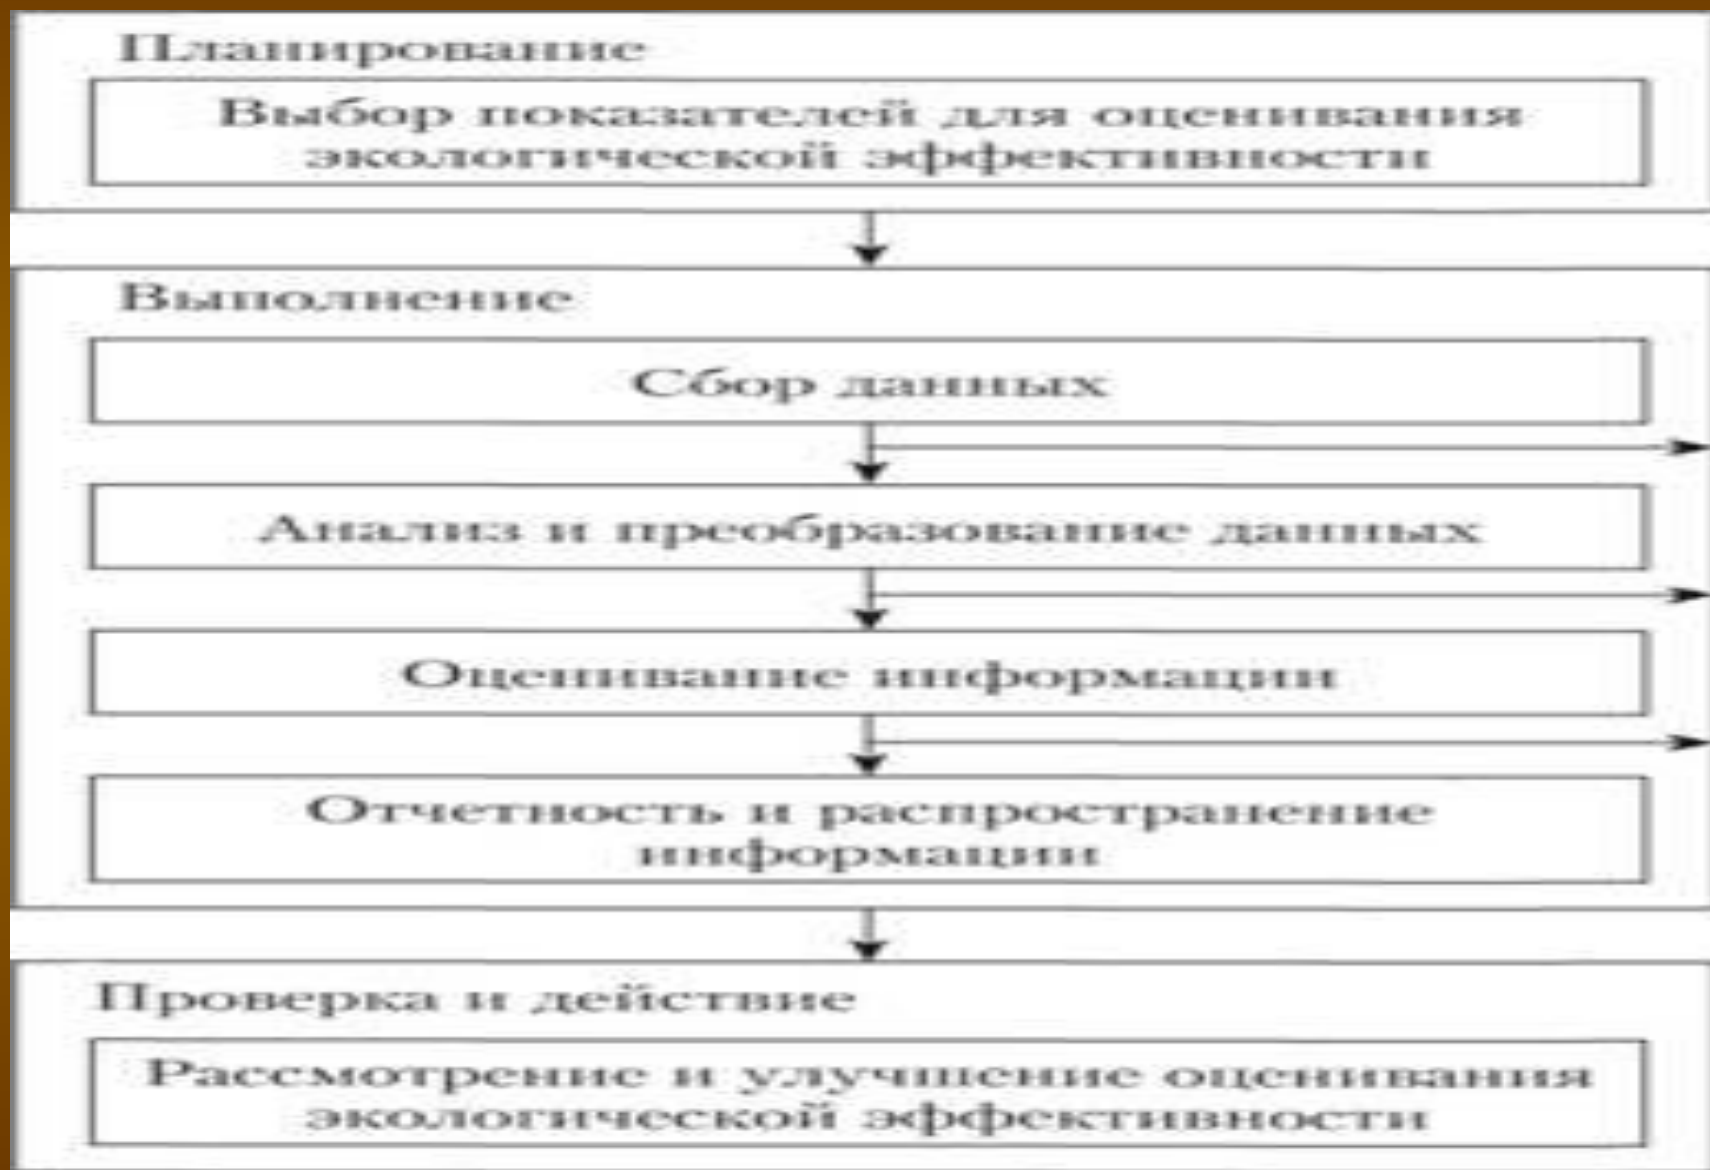 Планирование
Выбор показателей для оценивания
экологической эффективности
Выполнение
Сбор данных
Анализ и преобразование данных
Оценивание информации
Отчетность и распространение
информации
Проверка и действие
Рассмотрение и улучшение оценивания
экологической эффективности